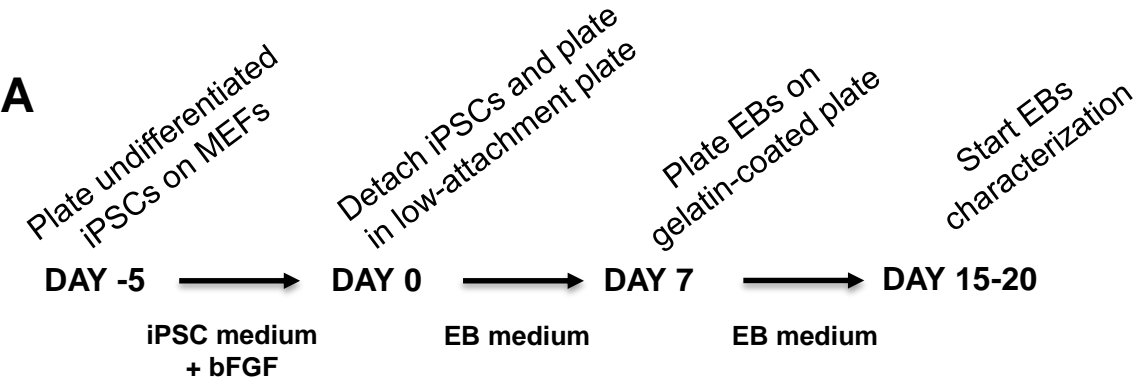 A
Plate undifferentiated
iPSCs on MEFs
Detach iPSCs and plate
in low-attachment plate
Plate EBs on
gelatin-coated plate
Start EBs
characterization
DAY -5
DAY 0
DAY 7
DAY 15-20
iPSC medium
+ bFGF
EB medium
EB medium